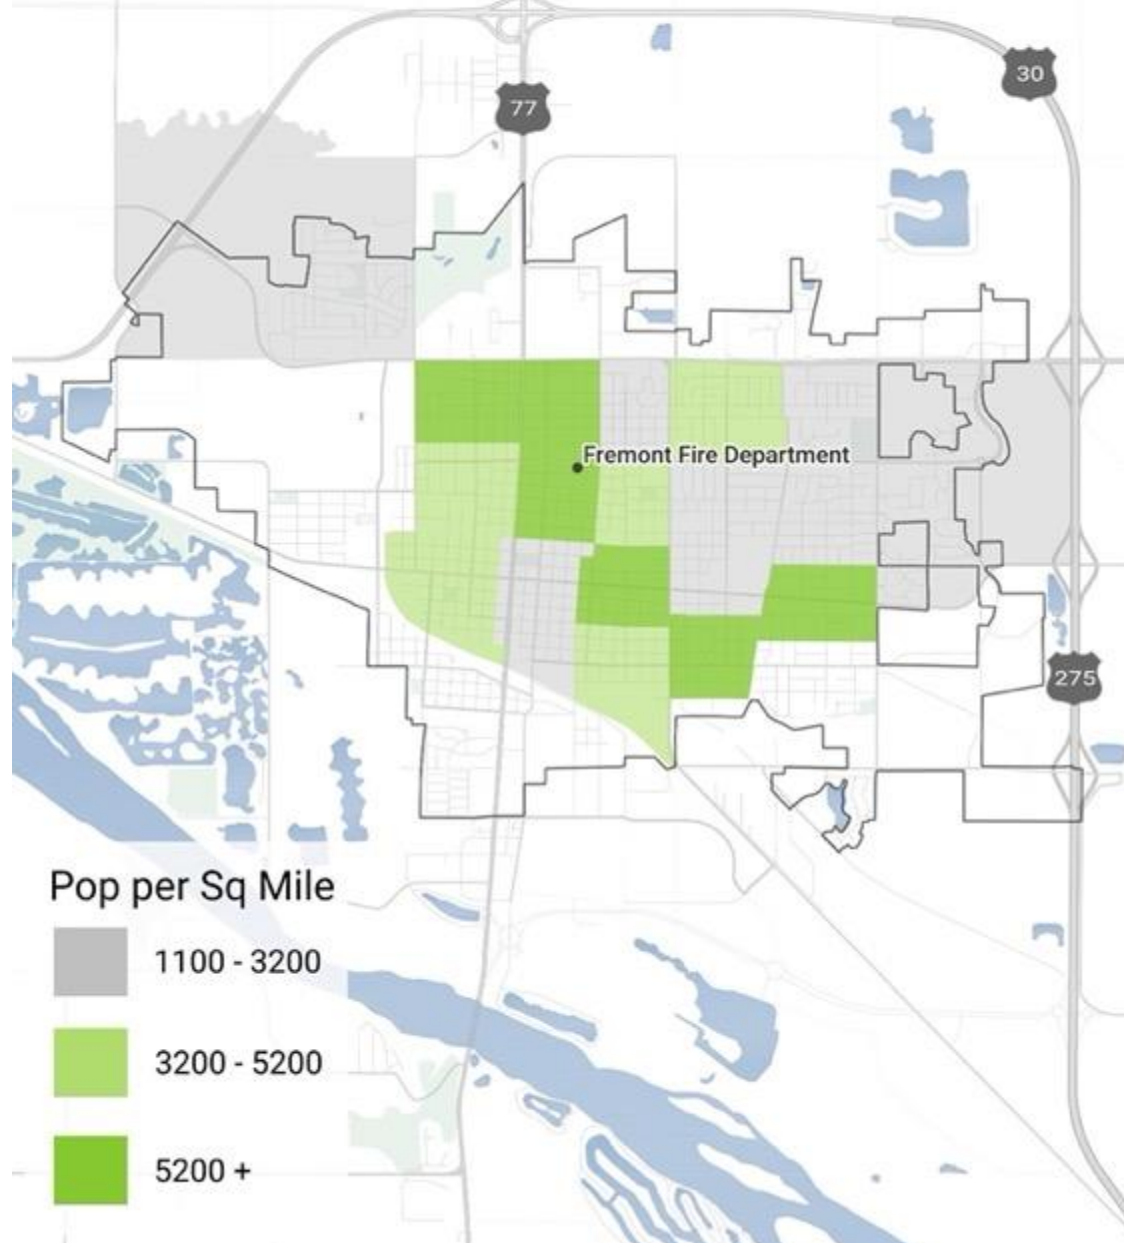 30
77
Fremont Fire Department
275
Pop per Sq Mile
1100 - 3200
3200 - 5200
5200 +